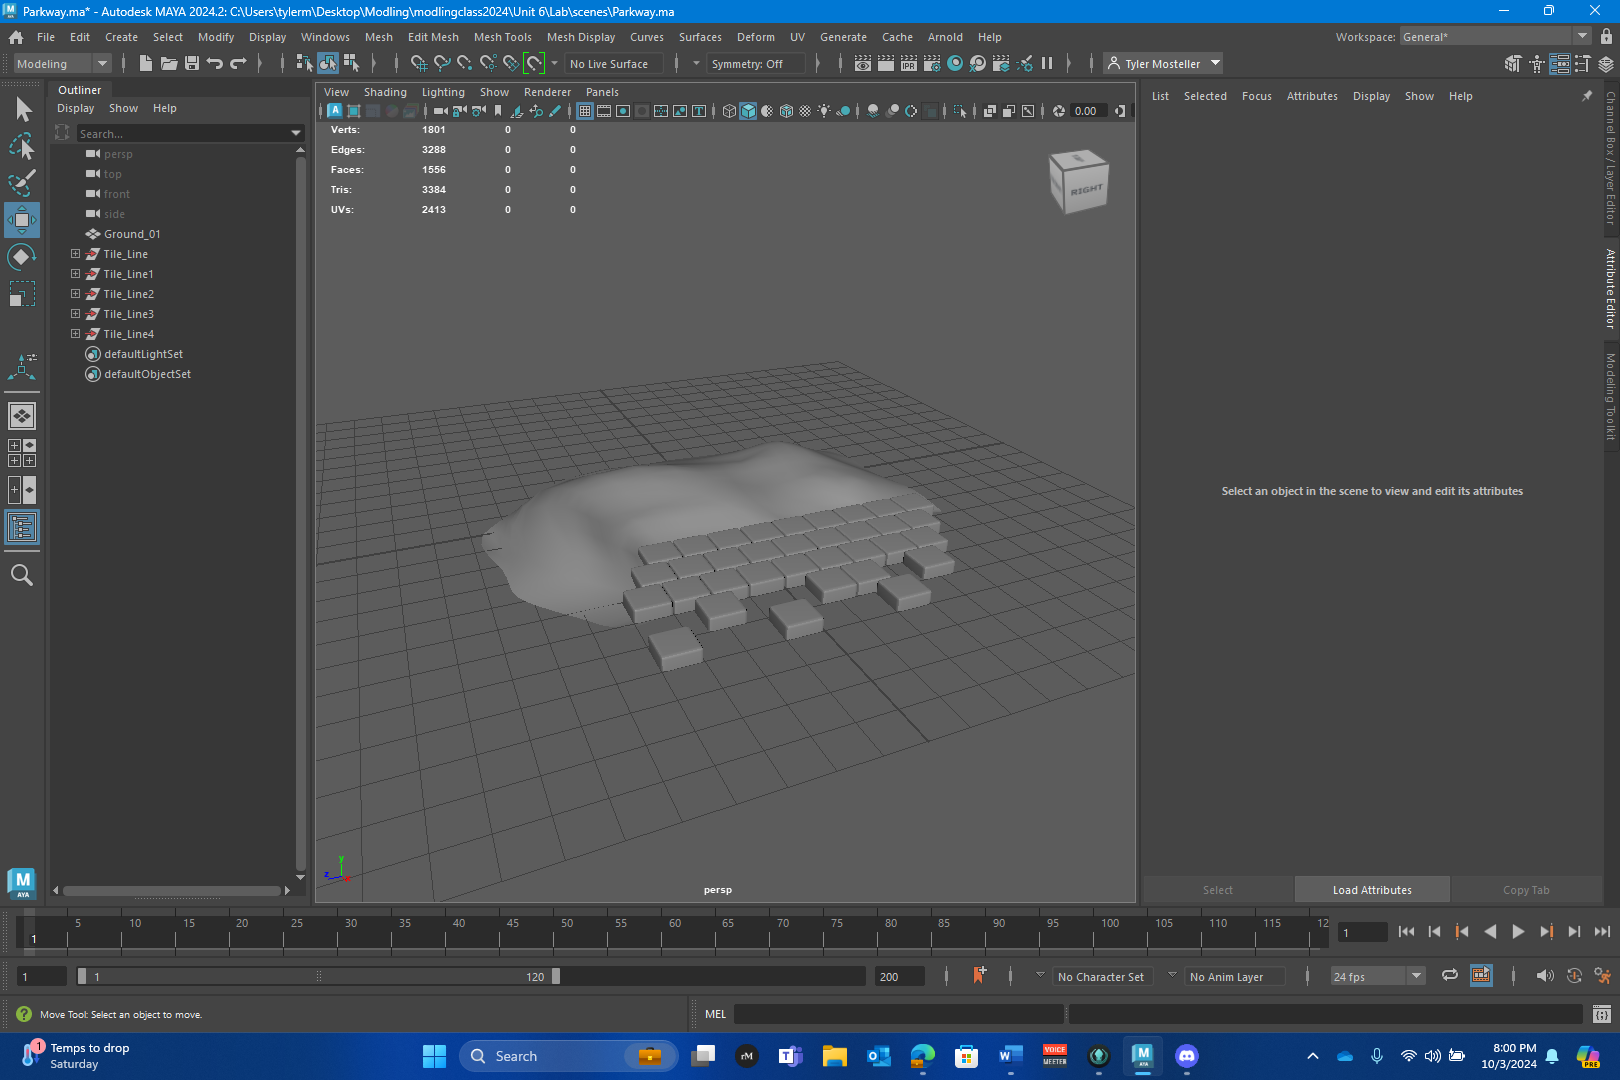 Parkway.ma* - Autodesk MAYA 2024.2: C:\Users\tylerm\Desktop\Modling\modlingclass2024\Unit 6\Lab\scenes\Parkway.ma
File Edit Create Select Modify Display Windows Mesh Edit Mesh Mesh Tools Mesh Display Curves Surfaces Deform UV Generate Cache Arnold Help
Workspace: General*
Modeling
No Live Surface
Symmetry: Off
IPR
Tyler Mosteller
Outliner
Display Show Help
Search...
persp
top
front
side
Ground_01
Tile_Line
Tile_Line1
Tile_Line2
Tile_Line3
Tile_Line4
defaultLightSet
defaultObjectSet
View Shading Lighting Show Renderer Panels
0.00
Verts: 1801 0 0
Edges: 3288 0 0
Faces: 1556 0 0
Tris: 3384 0 0
UVs: 2413 0 0
RIGHT
y
z
x
persp
List Selected Focus Attributes Display Show Help
Select an object in the scene to view and edit its attributes
Select Load Attributes Copy Tab
Channel Box / Layer Editor
Attribute Editor
Modeling Toolkit
M
AYA
5 10 15 20 25 30 35 40 45 50 55 60 65 70 75 80 85 90 95 100 105 110 115 12
1
1
1
1
120
200
No Character Set
No Anim Layer
24 fps
Move Tool: Select an object to move.
MEL
1
Temps to drop
Saturday
Search
rM
VOICE
MEETER
8:00 PM
10/3/2024
PRE